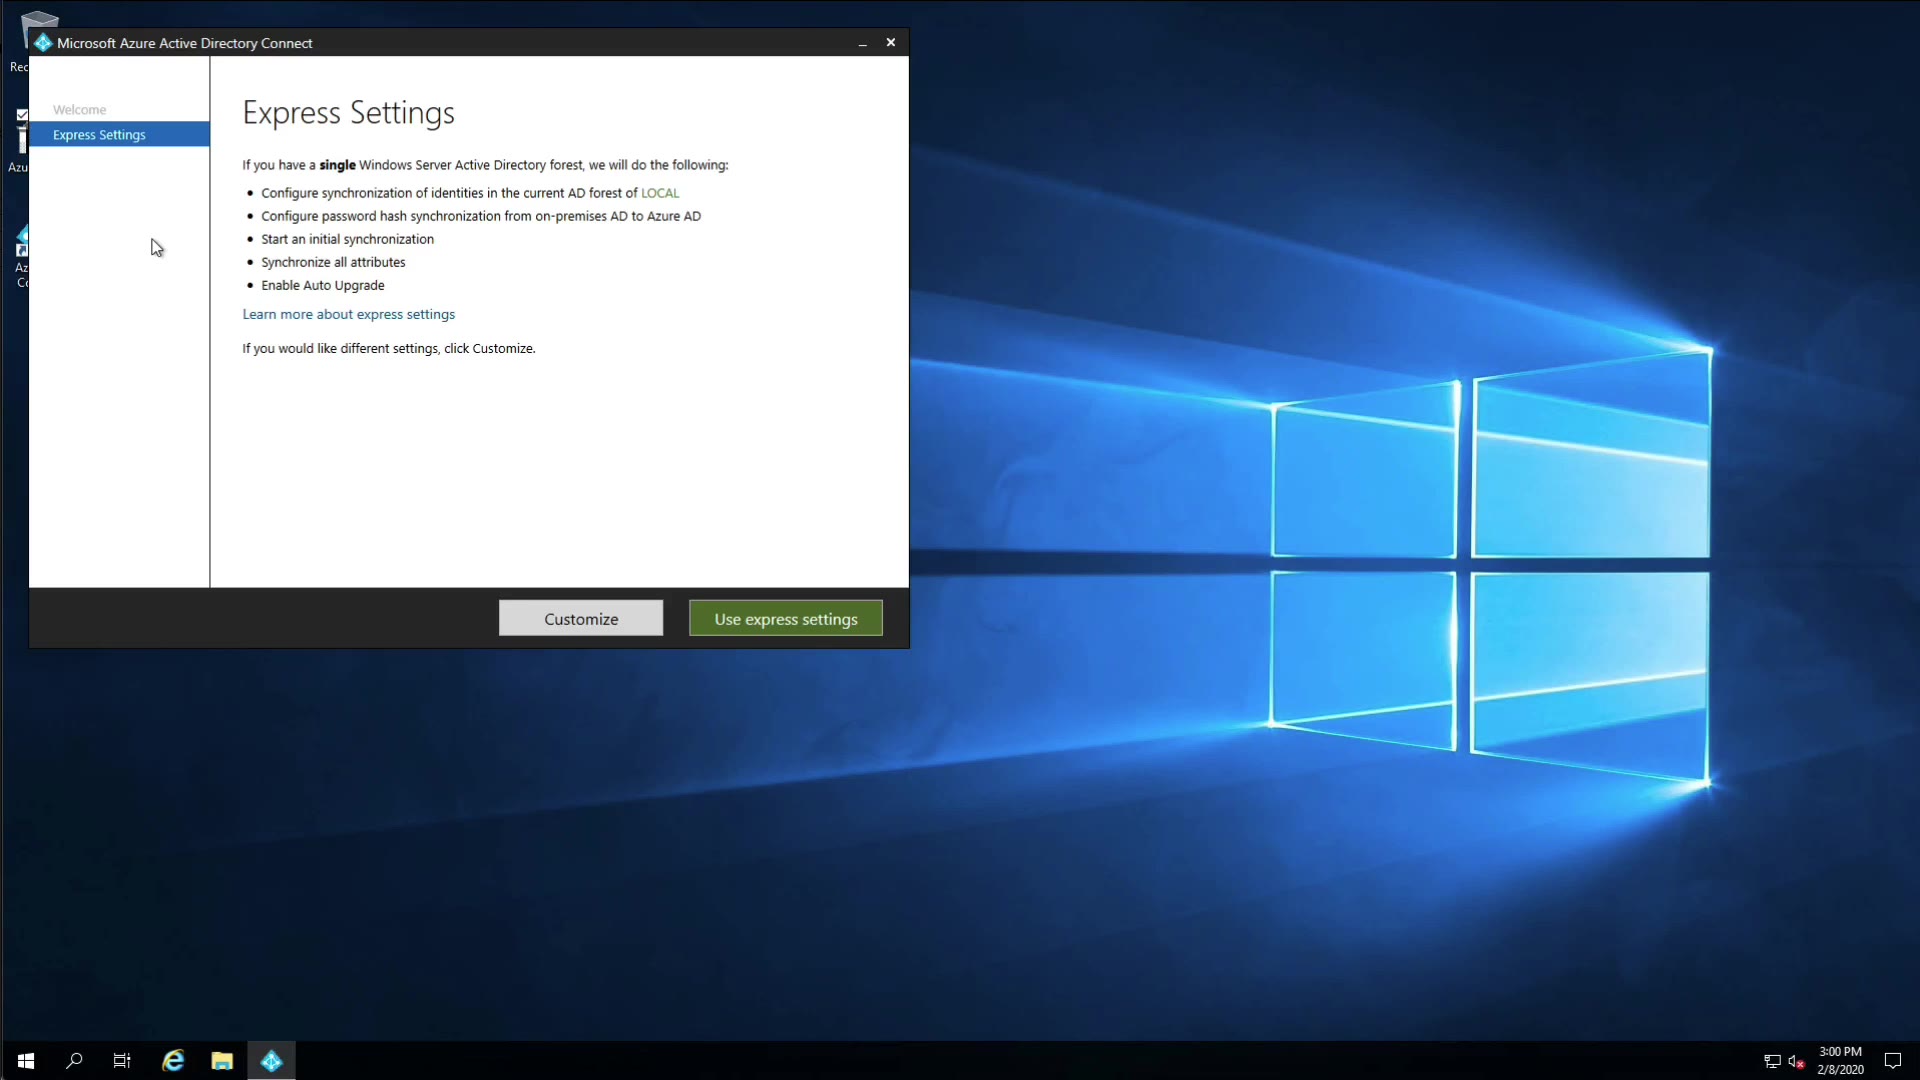 Rec
Azu
Az
Co
Microsoft Azure Active Directory Connect
Welcome
Express Settings
Express Settings
If you have a single Windows Server Active Directory forest, we will do the following:
• Configure synchronization of identities in the current AD forest of LOCAL
• Configure password hash synchronization from on-premises AD to Azure AD
• Start an initial synchronization
• Synchronize all attributes
• Enable Auto Upgrade
Learn more about express settings
If you would like different settings, click Customize.
Customize
Use express settings
3:00 PM
2/8/2020